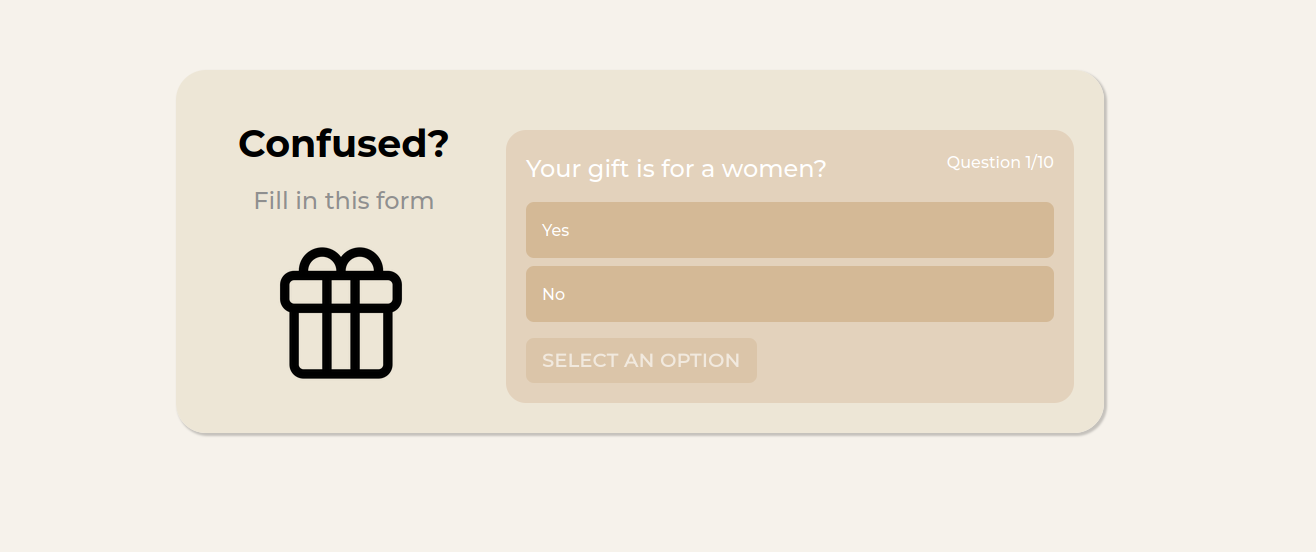 Confused?
Fill in this form
Your gift is for a women?
Question 1/10
Yes
No
SELECT AN OPTION